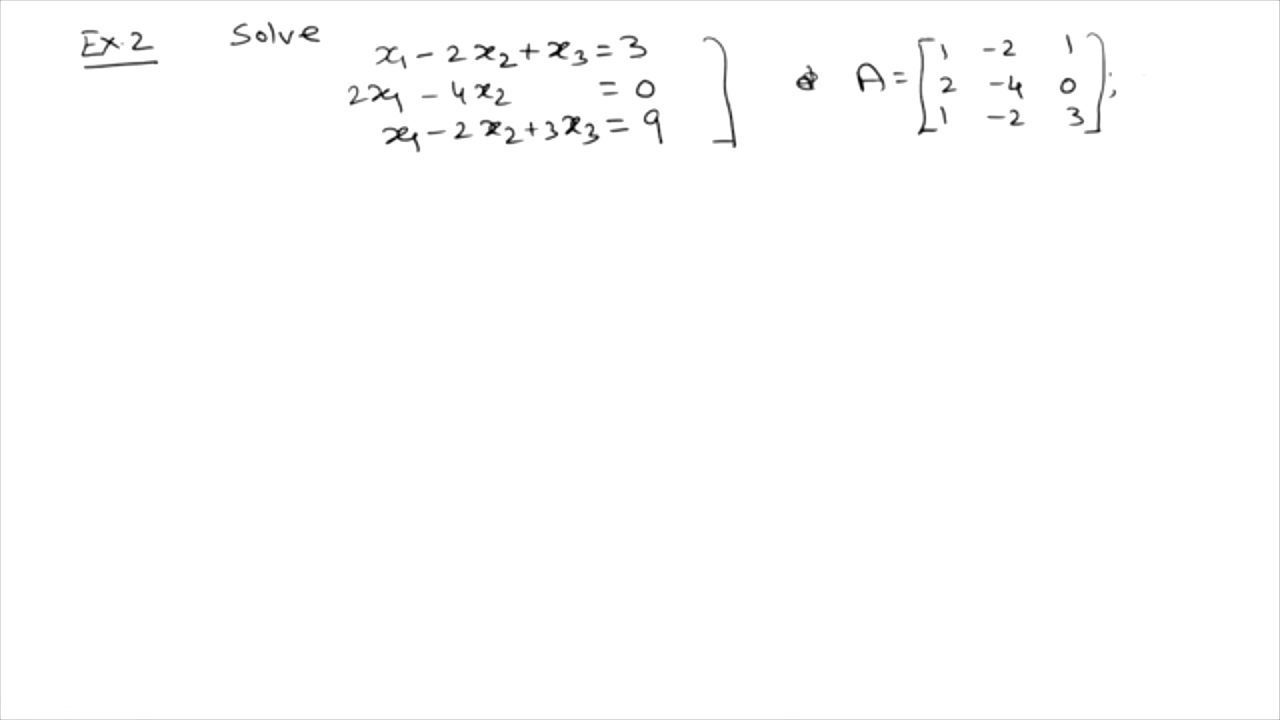 Ex.2 Solve
x₁ - 2x₂ + x₃ = 3
2x₁ - 4x₂ = 0
x₁ - 2x₂ + 3x₃ = 9
A = [1 -2 1
2 -4 0
1 -2 3];